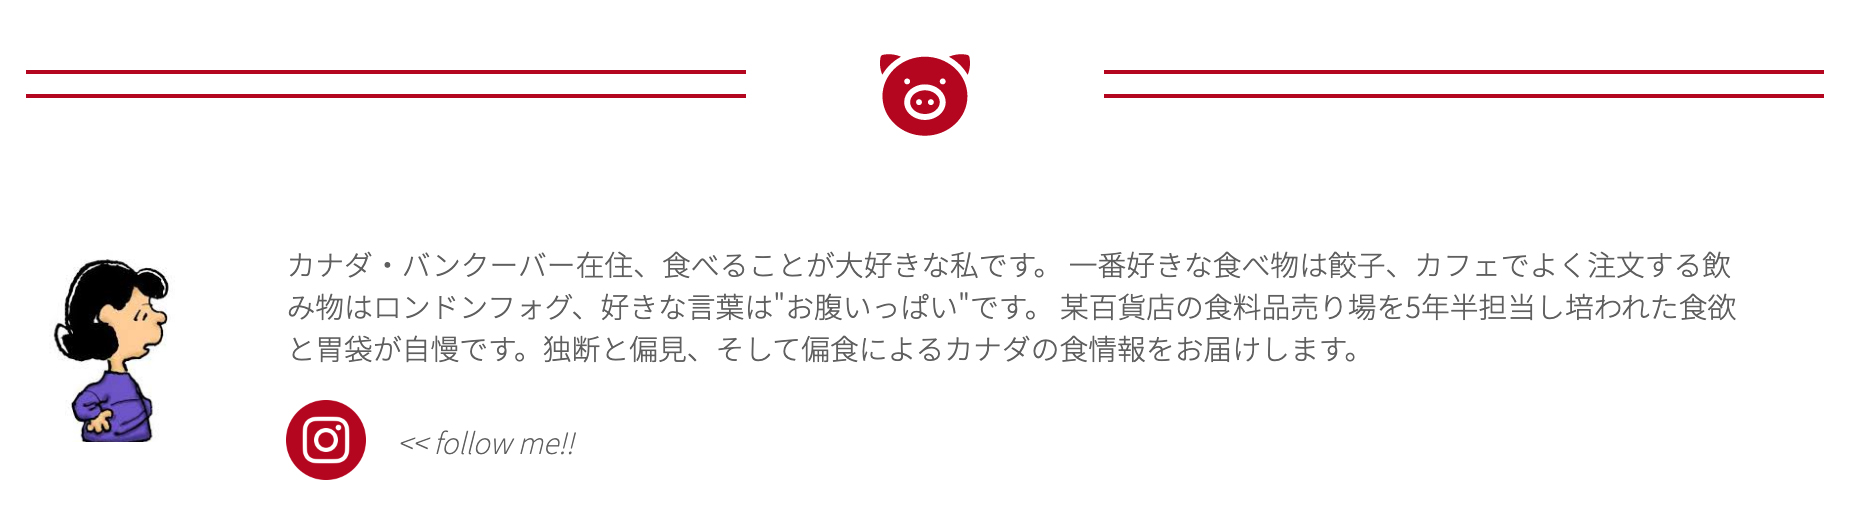 カナダ・バンクーバー在住、食べることが大好きな私です。 一番好きな食べ物は餃子、カフェでよく注文する飲
み物はロンドンフォグ、好きな言葉は"お腹いっぱい"です。 某百貨店の食料品売り場を5年半担当し培われた食欲
と胃袋が自慢です。独断と偏見、そして偏食によるカナダの食情報をお届けします。
<< follow me!!